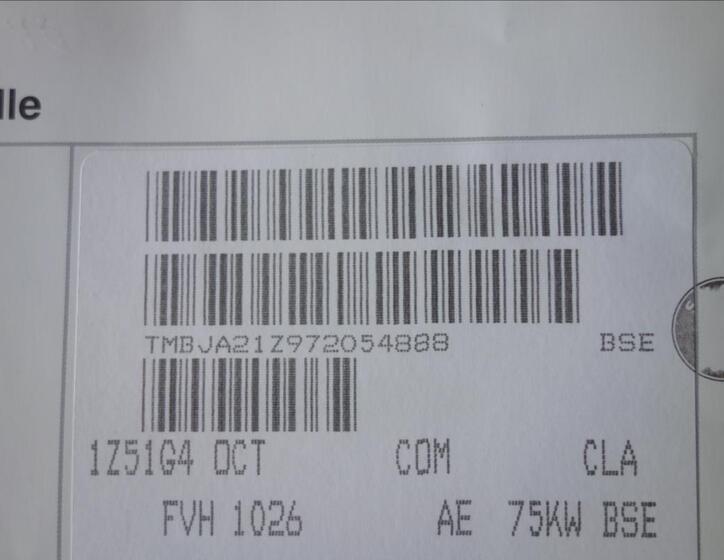 lle
TMBJA21Z972054888 BSE
1Z51G4 OCT COM CLA
FVH 1026 AE 75KW BSE